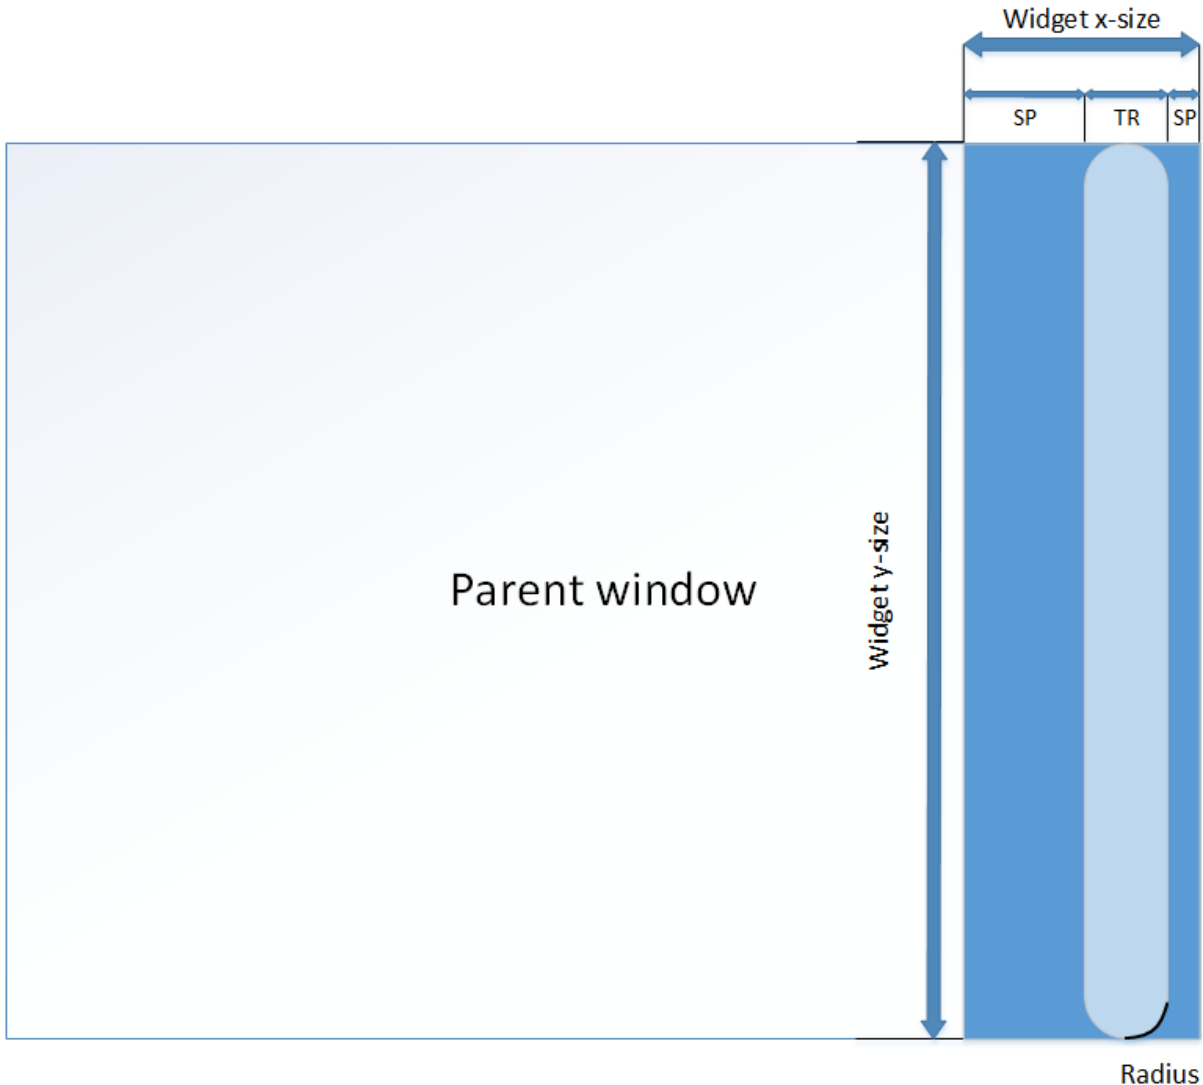 Widget x-size
SP
TR
SP
Widget y-size
Parent window
Radius